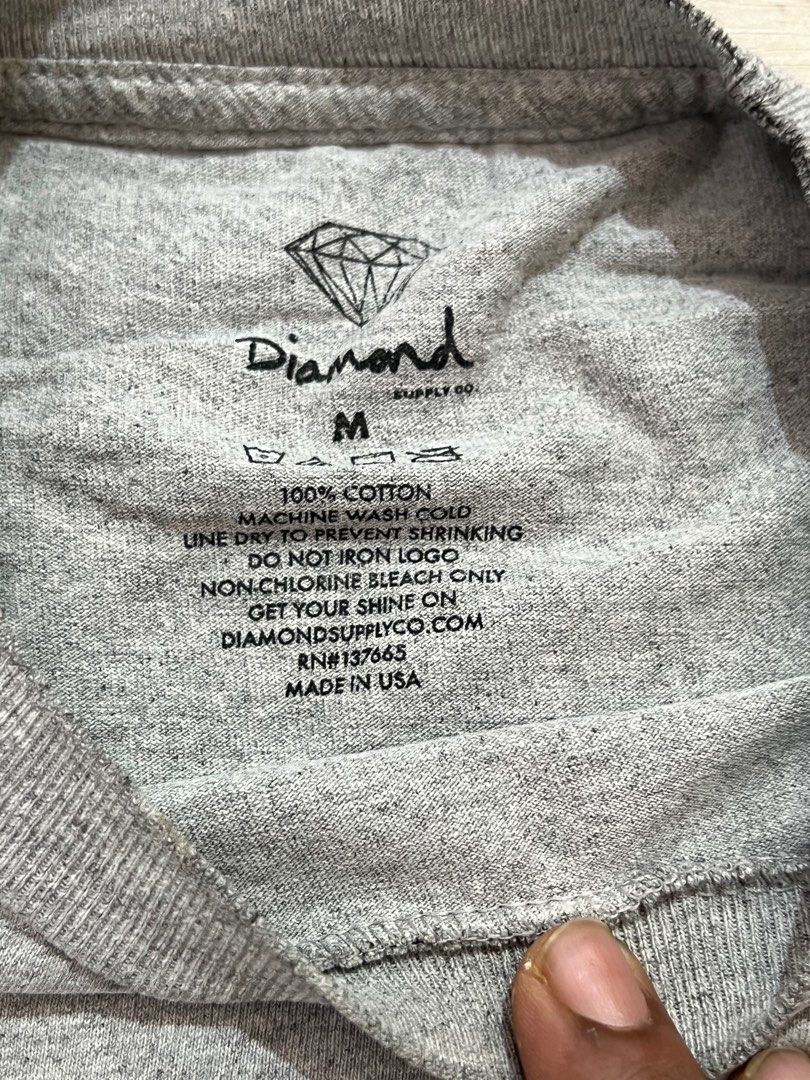 Diamond
SUPPLY CO.
M
100% COTTON
MACHINE WASH COLD
LINE DRY TO PREVENT SHRINKING
DO NOT IRON LOGO
NON-CHLORINE BLEACH ONLY
GET YOUR SHINE ON
DIAMONDSUPPLYCO.COM
RN#137665
MADE IN USA